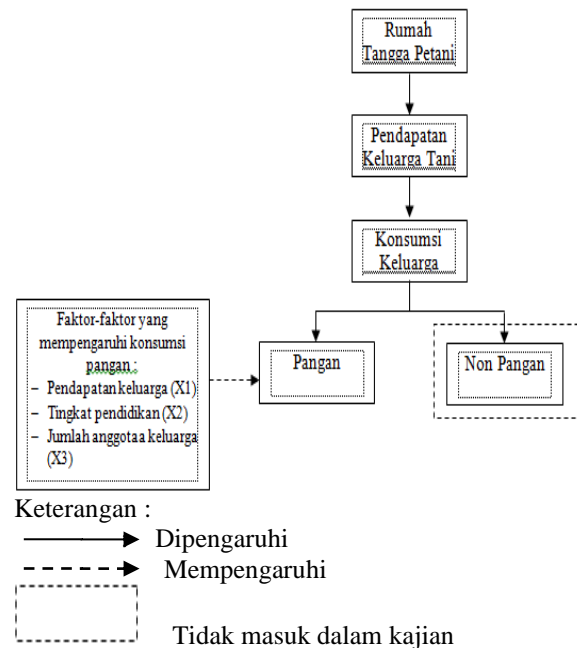 Rumah
Tangga Petani
Pendapatan
Keluarga Tani
Konsumsi
Keluarga
Faktor-faktor yang
mempengaruhi konsumsi
pangan :
– Pendapatan keluarga (X1)
– Tingkat pendidikan (X2)
– Jumlah anggotaa keluarga
(X3)
Pangan
Non Pangan
Keterangan :
Dipengaruhi
Mempengaruhi
Tidak masuk dalam kajian